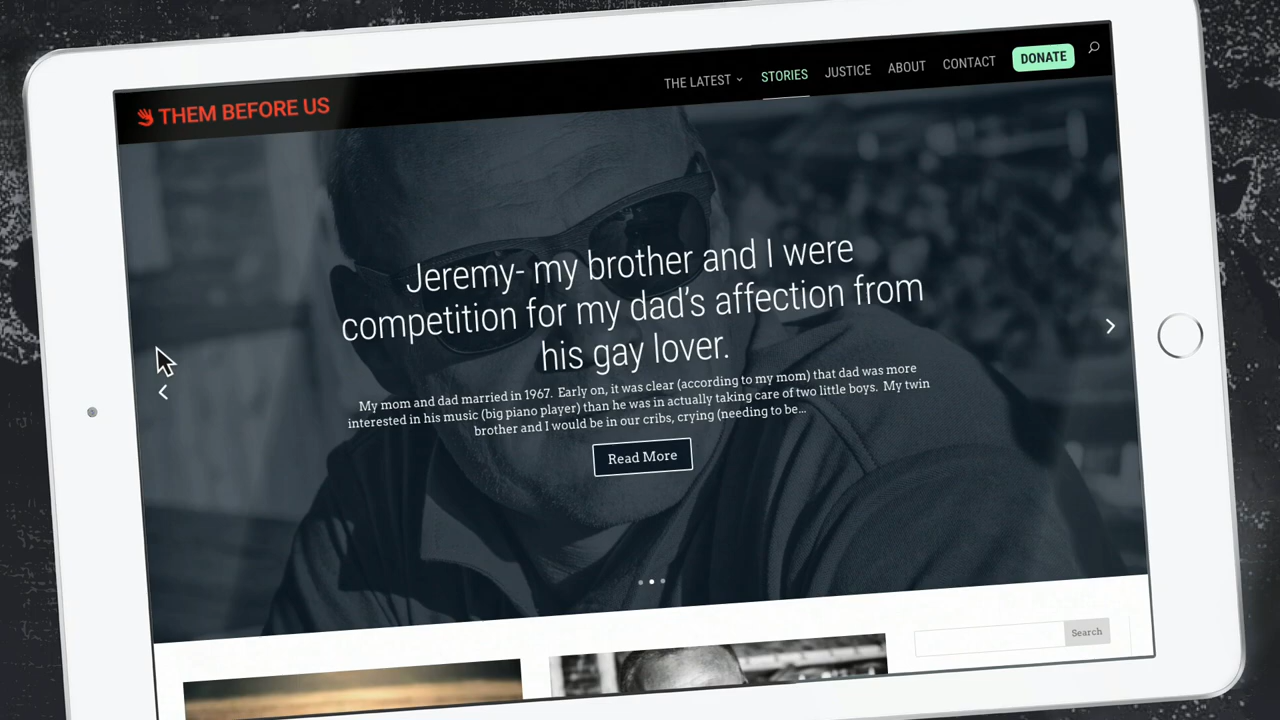 THEM BEFORE US
THE LATEST STORIES JUSTICE ABOUT CONTACT DONATE
Jeremy- my brother and I were
competition for my dad's affection from
his gay lover.
My mom and dad married in 1967. Early on, it was clear (according to my mom) that dad was more
interested in his music (big piano player) than he was in actually taking care of two little boys. My twin
brother and I would be in our cribs, crying (needing to be...
Read More
Search